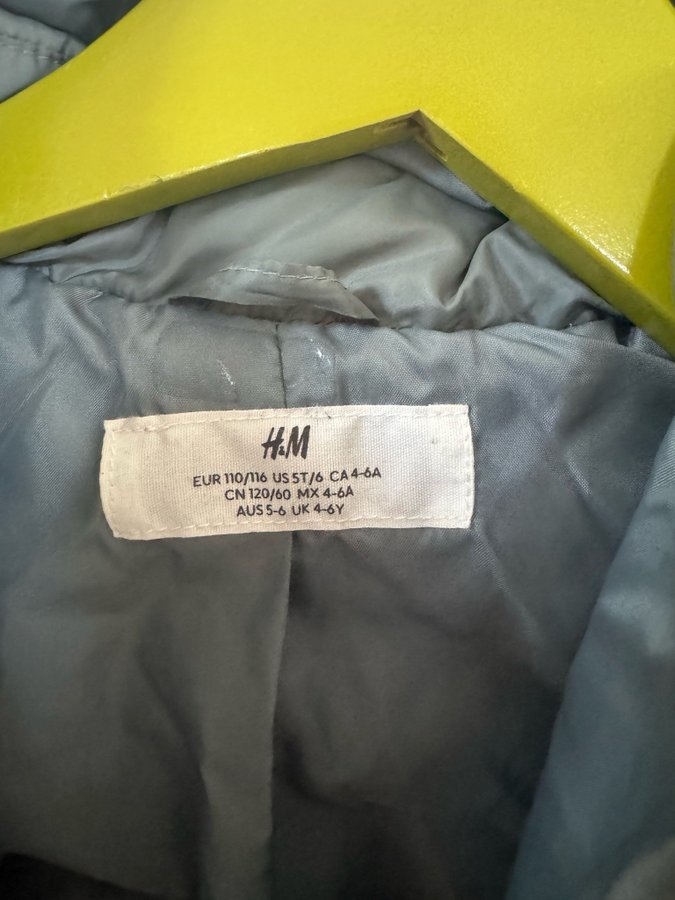 H&M
EUR 110/116 US 5T/6 CA 4-6A
CN 120/60 MX 4-6A
AUS 5-6 UK 4-6Y